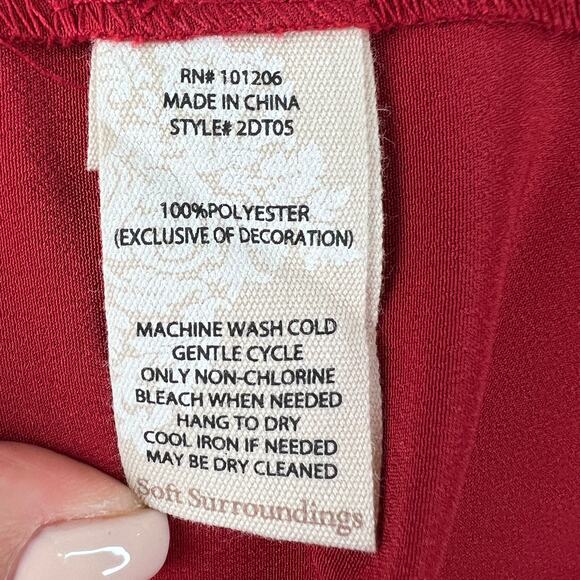 RN# 101206
MADE IN CHINA
STYLE# 2DT05
100%POLYESTER
(EXCLUSIVE OF DECORATION)
MACHINE WASH COLD
GENTLE CYCLE
ONLY NON-CHLORINE
BLEACH WHEN NEEDED
HANG TO DRY
COOL IRON IF NEEDED
MAY BE DRY CLEANED
Soft Surroundings